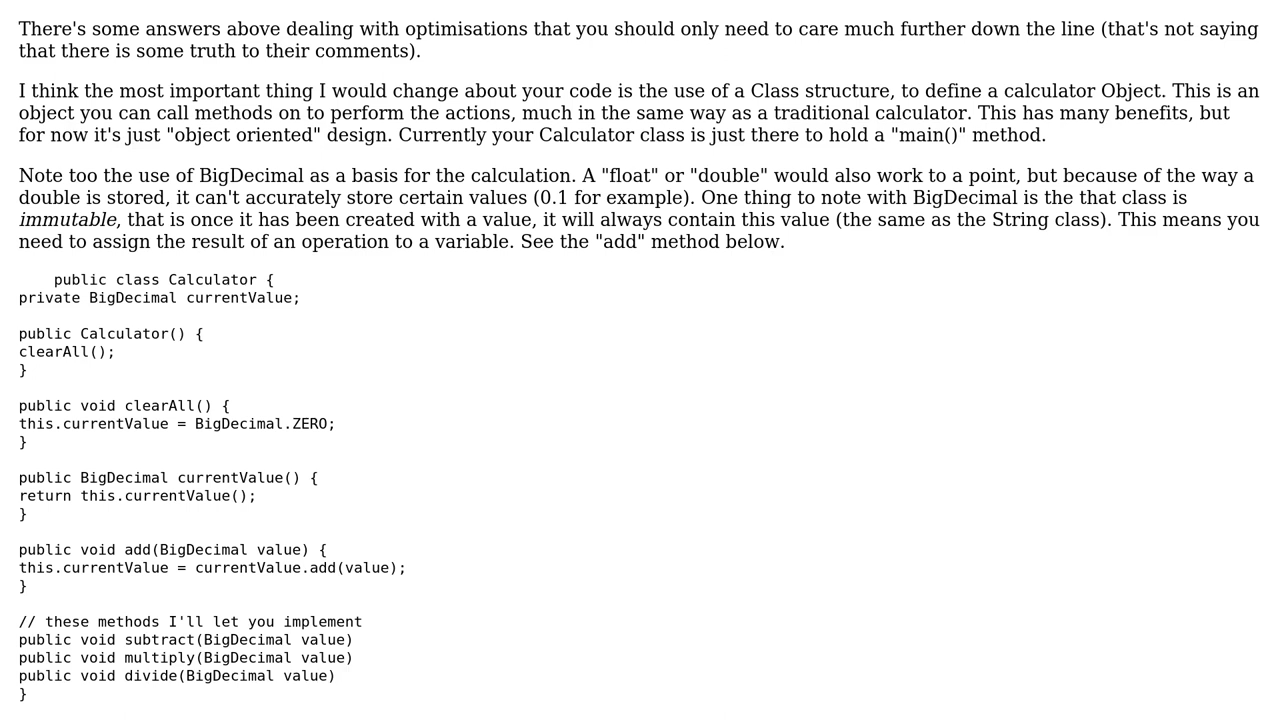 There's some answers above dealing with optimisations that you should only need to care much further down the line (that's not saying
that there is some truth to their comments).
I think the most important thing I would change about your code is the use of a Class structure, to define a calculator Object. This is an
object you can call methods on to perform the actions, much in the same way as a traditional calculator. This has many benefits, but
for now it's just "object oriented" design. Currently your Calculator class is just there to hold a "main()" method.
Note too the use of BigDecimal as a basis for the calculation. A "float" or "double" would also work to a point, but because of the way a
double is stored, it can't accurately store certain values (0.1 for example). One thing to note with BigDecimal is the that class is
immutable, that is once it has been created with a value, it will always contain this value (the same as the String class). This means you
need to assign the result of an operation to a variable. See the "add" method below.
    public class Calculator {
private BigDecimal currentValue;
public Calculator() {
clearAll();
}
public void clearAll() {
this.currentValue = BigDecimal.ZERO;
}
public BigDecimal currentValue() {
return this.currentValue();
}
public void add(BigDecimal value) {
this.currentValue = currentValue.add(value);
}
// these methods I'll let you implement
public void subtract(BigDecimal value)
public void multiply(BigDecimal value)
public void divide(BigDecimal value)
}